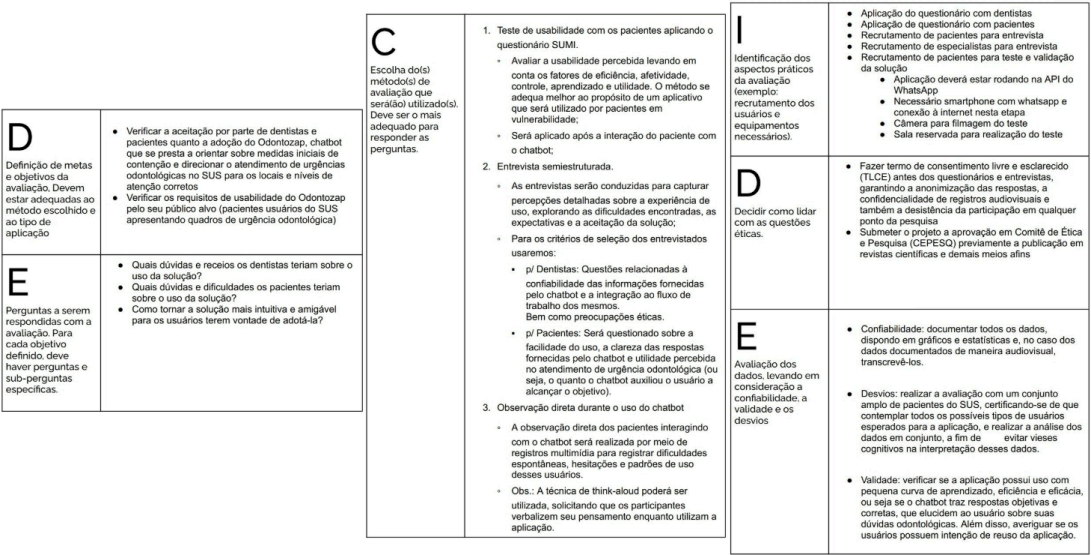 D
Definição de metas
e objetivos da
avaliação. Devem
estar adequadas ao
método escolhido e
ao tipo de
aplicação
● Verificar a aceitação por parte de dentistas e
pacientes quanto a adoção do Odontozap, chatbot
que se presta a orientar sobre medidas iniciais de
contenção e direcionar o atendimento de urgências
odontológicas no SUS para os locais e níveis de
atenção corretos
● Verificar os requisitos de usabilidade do Odontozap
pelo seu público alvo (pacientes usuários do SUS
apresentando quadros de urgência odontológica)
E
Perguntas a serem
respondidas com a
avaliação. Para
cada objetivo
definido, deve
haver perguntas e
sub-perguntas
específicas.
● Quais dúvidas e receios os dentistas teriam sobre o
uso da solução?
● Quais dúvidas e dificuldades os pacientes teriam
sobre o uso da solução?
● Como tornar a solução mais intuitiva e amigável
para os usuários terem vontade de adotá-la?
C
Escolha do(s)
método(s) de
avaliação que
será(ão) utilizado(s).
Deve ser o mais
adequado para
responder as
perguntas.
1. Teste de usabilidade com os pacientes aplicando o
questionário SUMI.
◦ Avaliar a usabilidade percebida levando em
conta os fatores de eficiência, afetividade,
controle, aprendizado e utilidade. O método se
adequa melhor ao propósito de um aplicativo
que será utilizado por pacientes em
vulnerabilidade;
◦ Será aplicado após a interação do paciente com
o chatbot;
2. Entrevista semiestruturada.
◦ As entrevistas serão conduzidas para capturar
percepções detalhadas sobre a experiência de
uso, explorando as dificuldades encontradas, as
expectativas e a aceitação da solução;
◦ Para os critérios de seleção dos entrevistados
usaremos:
▪ p/ Dentistas: Questões relacionadas à
confiabilidade das informações fornecidas
pelo chatbot e a integração ao fluxo de
trabalho dos mesmos.
Bem como preocupações éticas.
▪ p/ Pacientes: Será questionado sobre a
facilidade do uso, a clareza das respostas
fornecidas pelo chatbot e utilidade percebida
no atendimento de urgência odontológica (ou
seja, o quanto o chatbot auxiliou o usuário a
alcançar o objetivo).
3. Observação direta durante o uso do chatbot
◦ A observação direta dos pacientes interagindo
com o chatbot será realizada por meio de
registros multimídia para registrar dificuldades
espontâneas, hesitações e padrões de uso
desses usuários.
◦ Obs.: A técnica de think-aloud poderá ser
utilizada, solicitando que os participantes
verbalizem seu pensamento enquanto utilizam a
aplicação.
I
Identificação dos
aspectos práticos
da avaliação
(exemplo:
recrutamento dos
usuários e
equipamentos
necessários).
● Aplicação do questionário com dentistas
● Aplicação de questionário com pacientes
● Recrutamento de pacientes para entrevista
● Recrutamento de especialistas para entrevista
● Recrutamento de pacientes para teste e validação
da solução
● Aplicação deverá estar rodando na API do
WhatsApp
● Necessário smartphone com whatsapp e
conexão à internet nesta etapa
● Câmera para filmagem do teste
● Sala reservada para realização do teste
D
Decidir como lidar
com as questões
éticas.
● Fazer termo de consentimento livre e esclarecido
(TLCE) antes dos questionários e entrevistas,
garantindo a anonimização das respostas, a
confidencialidade de registros audiovisuais e
também a desistência da participação em qualquer
ponto da pesquisa
● Submeter o projeto a aprovação em Comitê de Ética
e Pesquisa (CEPESQ) previamente a publicação em
revistas científicas e demais meios afins
E
Avaliação dos
dados, levando em
consideração a
confiabilidade, a
validade e os
desvios
● Confiabilidade: documentar todos os dados,
dispondo em gráficos e estatísticas e, no caso dos
dados documentados de maneira audiovisual,
transcrevê-los.
● Desvios: realizar a avaliação com um conjunto
amplo de pacientes do SUS, certificando-se de que
contemplar todos os possíveis tipos de usuários
esperados para a aplicação, e realizar a análise dos
dados em conjunto, a fim de evitar vieses
cognitivos na interpretação desses dados.
● Validade: verificar se a aplicação possui uso com
pequena curva de aprendizado, eficiência e eficácia,
ou seja se o chatbot traz respostas objetivas e
corretas, que elucidem ao usuário sobre suas
dúvidas odontológicas. Além disso, averiguar se os
usuários possuem intenção de reuso da aplicação.